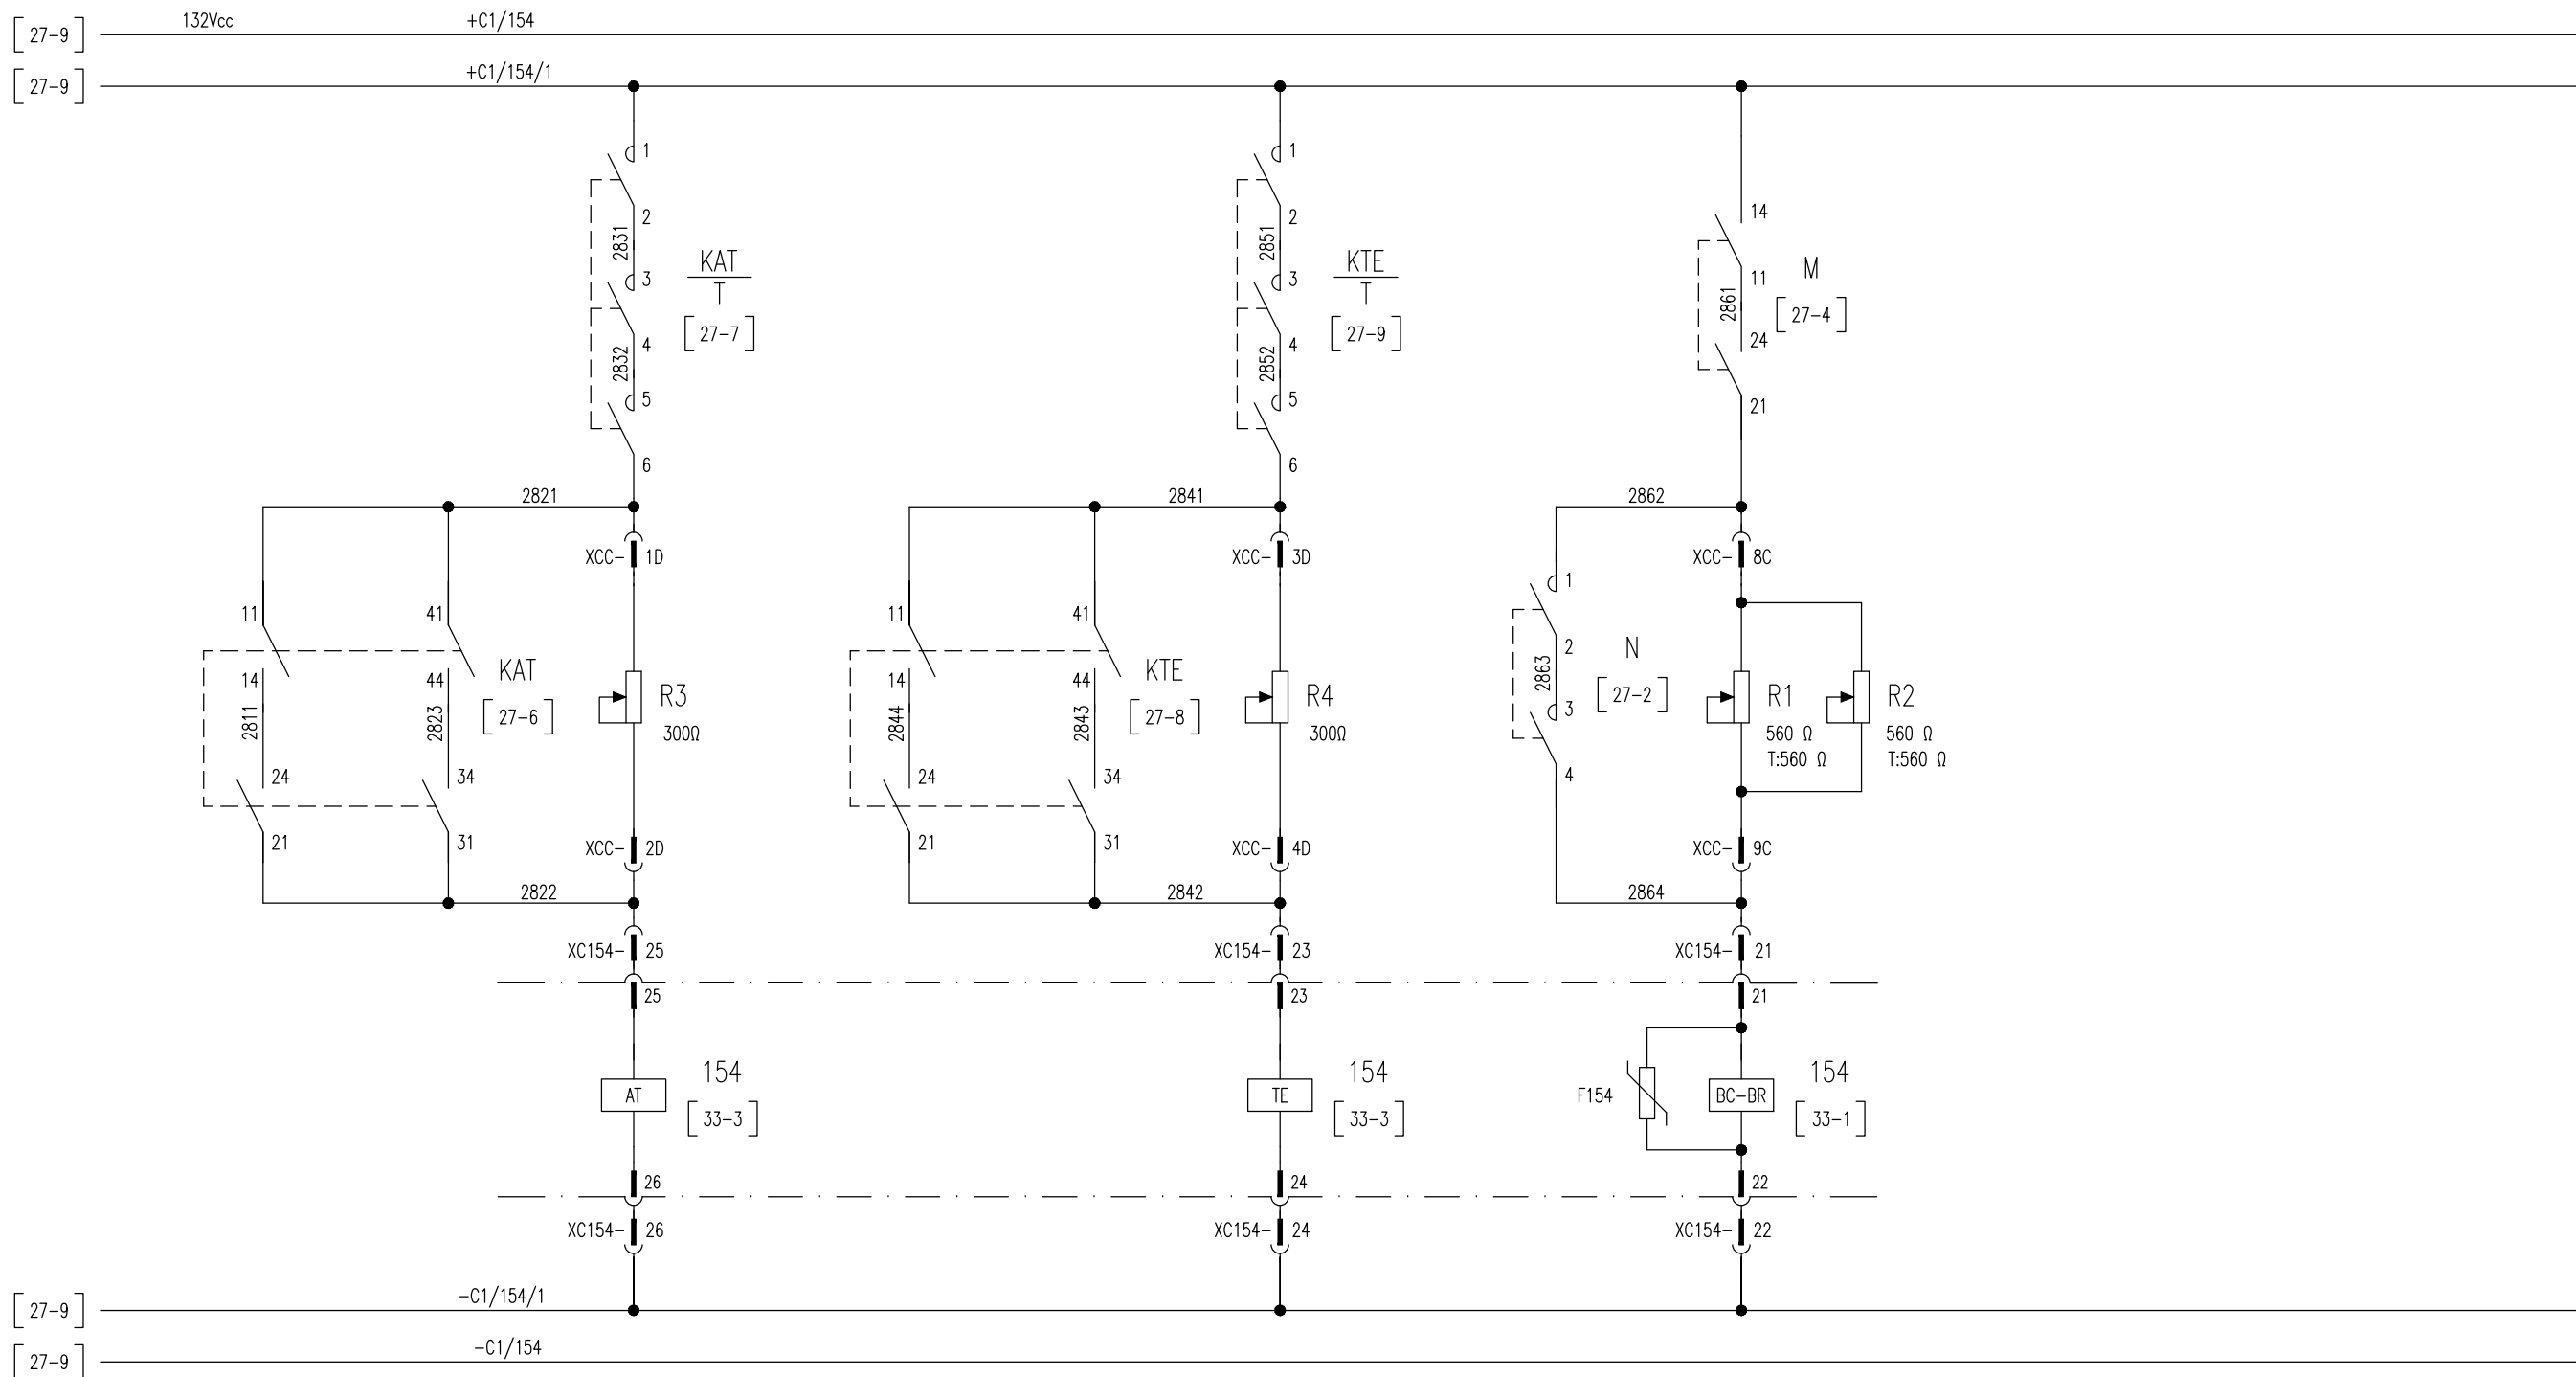 132Vcc
+C1/154
27-9
+C1/154/1
27-9
1
2
2831
3
KAT
T
27-7
4
2832
5
6
1
2
2851
3
KTE
T
27-9
4
2852
5
6
14
11
2861
M
27-4
24
21
2821
XCC- 1D
11
41
14
44
2811
2823
KAT
27-6
R3
300Ω
24
34
21
31
XCC- 2D
2822
2841
XCC- 3D
11
41
14
44
2844
2843
KTE
27-8
R4
300Ω
24
34
21
31
XCC- 4D
2842
2862
XCC- 8C
1
2
2863
N
27-2
3
4
R1
560 Ω
T:560 Ω
R2
560 Ω
T:560 Ω
XCC- 9C
2864
XC154- 25
25
AT
154
33-3
26
XC154- 26
XC154- 23
23
TE
154
33-3
24
XC154- 24
XC154- 21
21
F154
BC-BR
154
33-1
22
XC154- 22
-C1/154/1
27-9
-C1/154
27-9